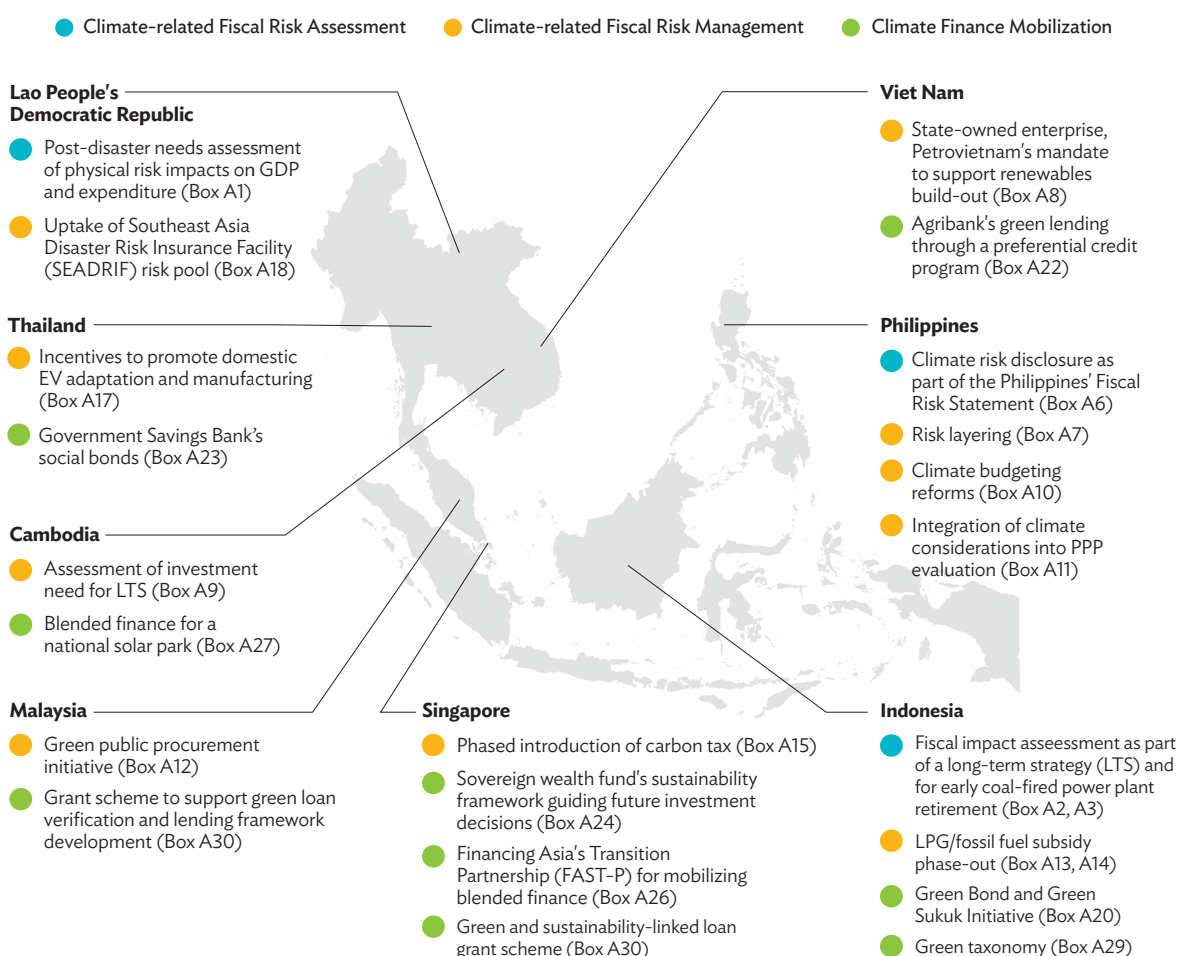 Climate-related Fiscal Risk Assessment
Climate-related Fiscal Risk Management
Climate Finance Mobilization
Lao People's
Democratic Republic
Post-disaster needs assessment
of physical risk impacts on GDP
and expenditure (Box A1)
Uptake of Southeast Asia
Disaster Risk Insurance Facility
(SEADRIF) risk pool (Box A18)
Thailand
Incentives to promote domestic
EV adaptation and manufacturing
(Box A17)
Government Savings Bank's
social bonds (Box A23)
Cambodia
Assessment of investment
need for LTS (Box A9)
Blended finance for a
national solar park (Box A27)
Malaysia
Green public procurement
initiative (Box A12)
Grant scheme to support green loan
verification and lending framework
development (Box A30)
Singapore
Phased introduction of carbon tax (Box A15)
Sovereign wealth fund's sustainability
framework guiding future investment
decisions (Box A24)
Financing Asia's Transition
Partnership (FAST-P) for mobilizing
blended finance (Box A26)
Green and sustainability-linked loan
grant scheme (Box A30)
Viet Nam
State-owned enterprise,
Petrovietnam's mandate
to support renewables
build-out (Box A8)
Agribank's green lending
through a preferential credit
program (Box A22)
Philippines
Climate risk disclosure as
part of the Philippines' Fiscal
Risk Statement (Box A6)
Risk layering (Box A7)
Climate budgeting
reforms (Box A10)
Integration of climate
considerations into PPP
evaluation (Box A11)
Indonesia
Fiscal impact asseessment as part
of a long-term strategy (LTS) and
for early coal-fired power plant
retirement (Box A2, A3)
LPG/fossil fuel subsidy
phase-out (Box A13, A14)
Green Bond and Green
Sukuk Initiative (Box A20)
Green taxonomy (Box A29)